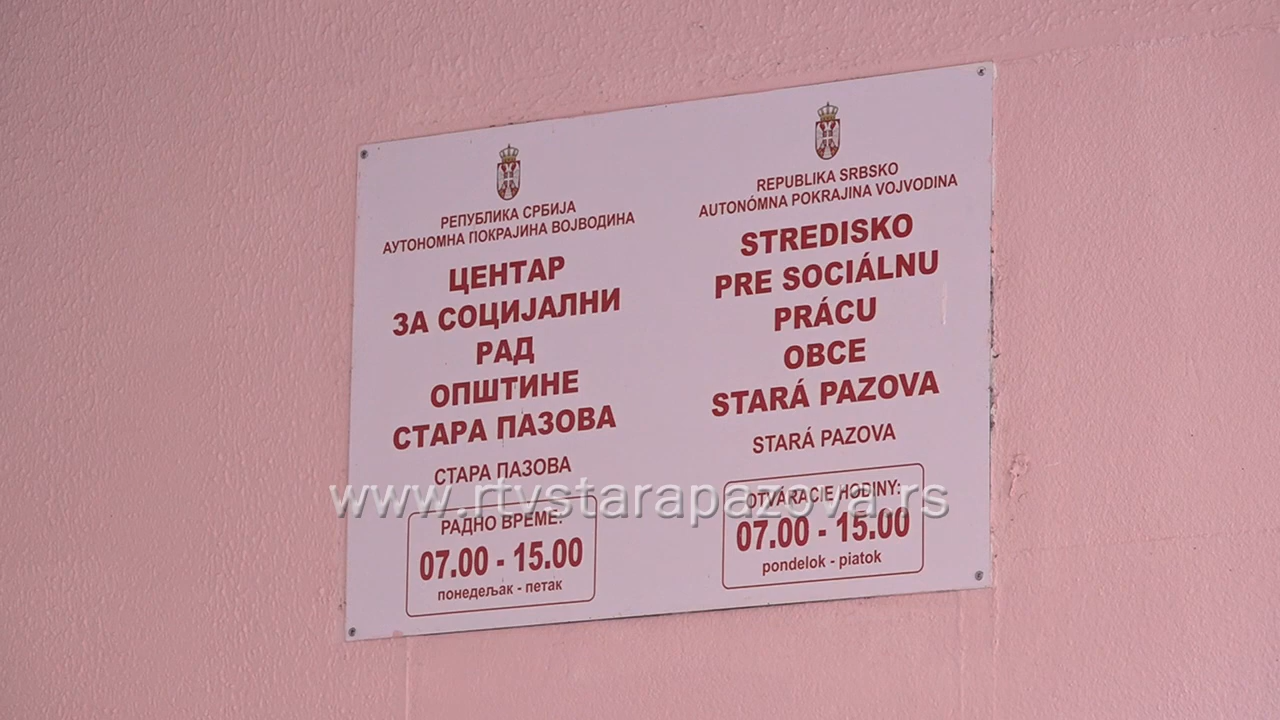 РЕПУБЛИКА СРБИЈА
АУТОНОМНА ПОКРАЈИНА ВОЈВОДИНА
ЦЕНТАР
ЗА СОЦИЈАЛНИ
РАД
ОПШТИНЕ
СТАРА ПАЗОВА
СТАРА ПАЗОВА
РАДНО ВРЕМЕ:
07.00 - 15.00
понедељак - петак
REPUBLIKA SRBSKO
AUTONÓMNA POKRAJINA VOJVODINA
STREDISKO
PRE SOCIÁLNU
PRÁCU
OBCE
STARÁ PAZOVA
STARÁ PAZOVA
OTVÁRACIE HODINY:
07.00 - 15.00
pondelok - piatok
www.rtvstarapazova.rs